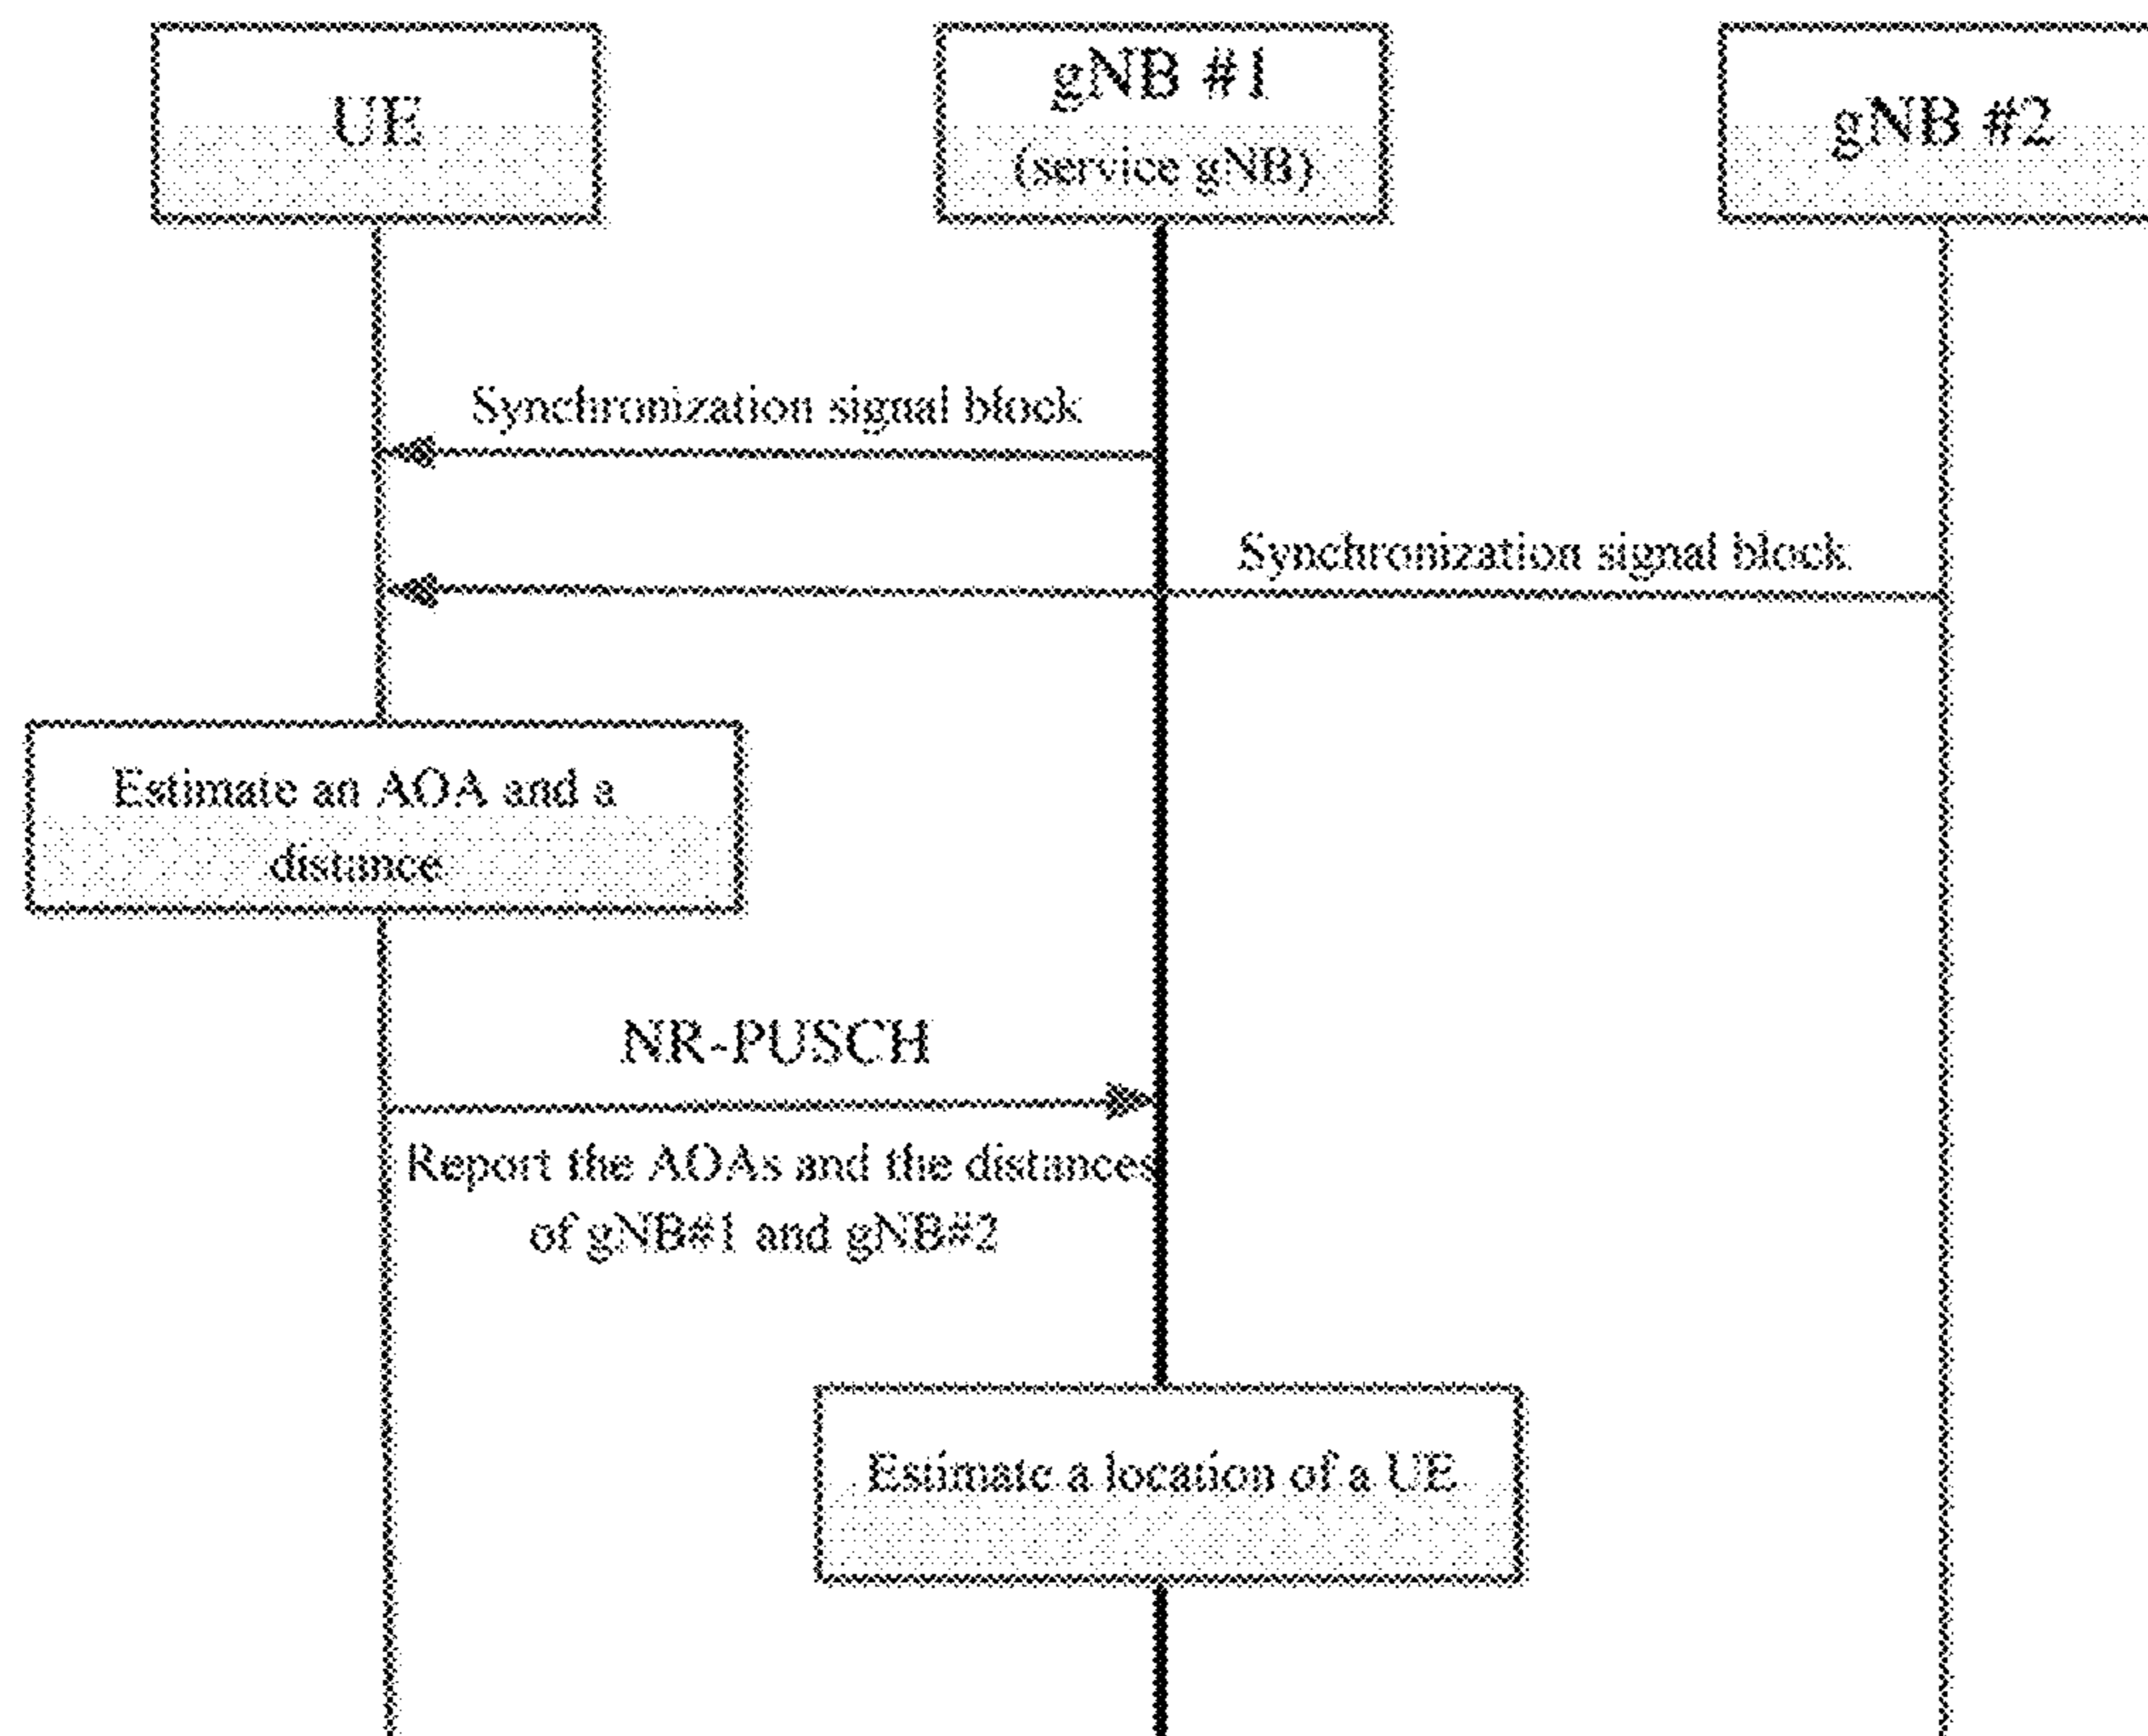 UE
gNB #1
(service gNB)
gNB #2
Synchronization signal block
Synchronization signal block
Estimate an AOA and a
distance
NR-PUSCH
Report the AOAs and the distances
of gNB#1 and gNB#2
Estimate a location of a UE